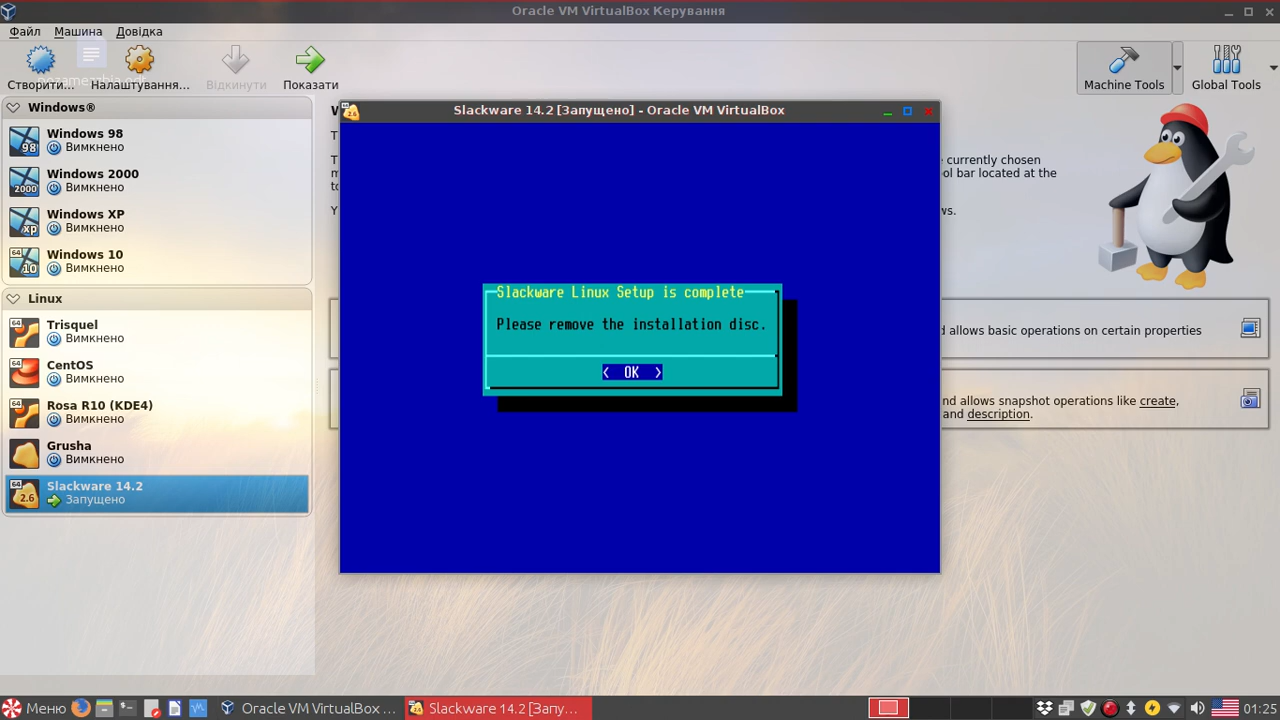 Oracle VM VirtualBox Керування
Файл Машина Довідка
Створити... Налаштування... Відкинути Показати
Machine Tools Global Tools
Windows®
Windows 98
Вимкнено
Windows 2000
Вимкнено
Windows XP
Вимкнено
Windows 10
Вимкнено
Linux
Trisquel
Вимкнено
CentOS
Вимкнено
Rosa R10 (KDE4)
Вимкнено
Grusha
Вимкнено
Slackware 14.2
Запущено
Slackware 14.2 [Запущено] - Oracle VM VirtualBox
Slackware Linux Setup is complete
Please remove the installation disc.
< OK >
currently chosen
bar located at the
allows basic operations on certain properties
allows snapshot operations like create,
and description.
Меню Oracle VM VirtualBox ... Slackware 14.2 [Запу... 01:25